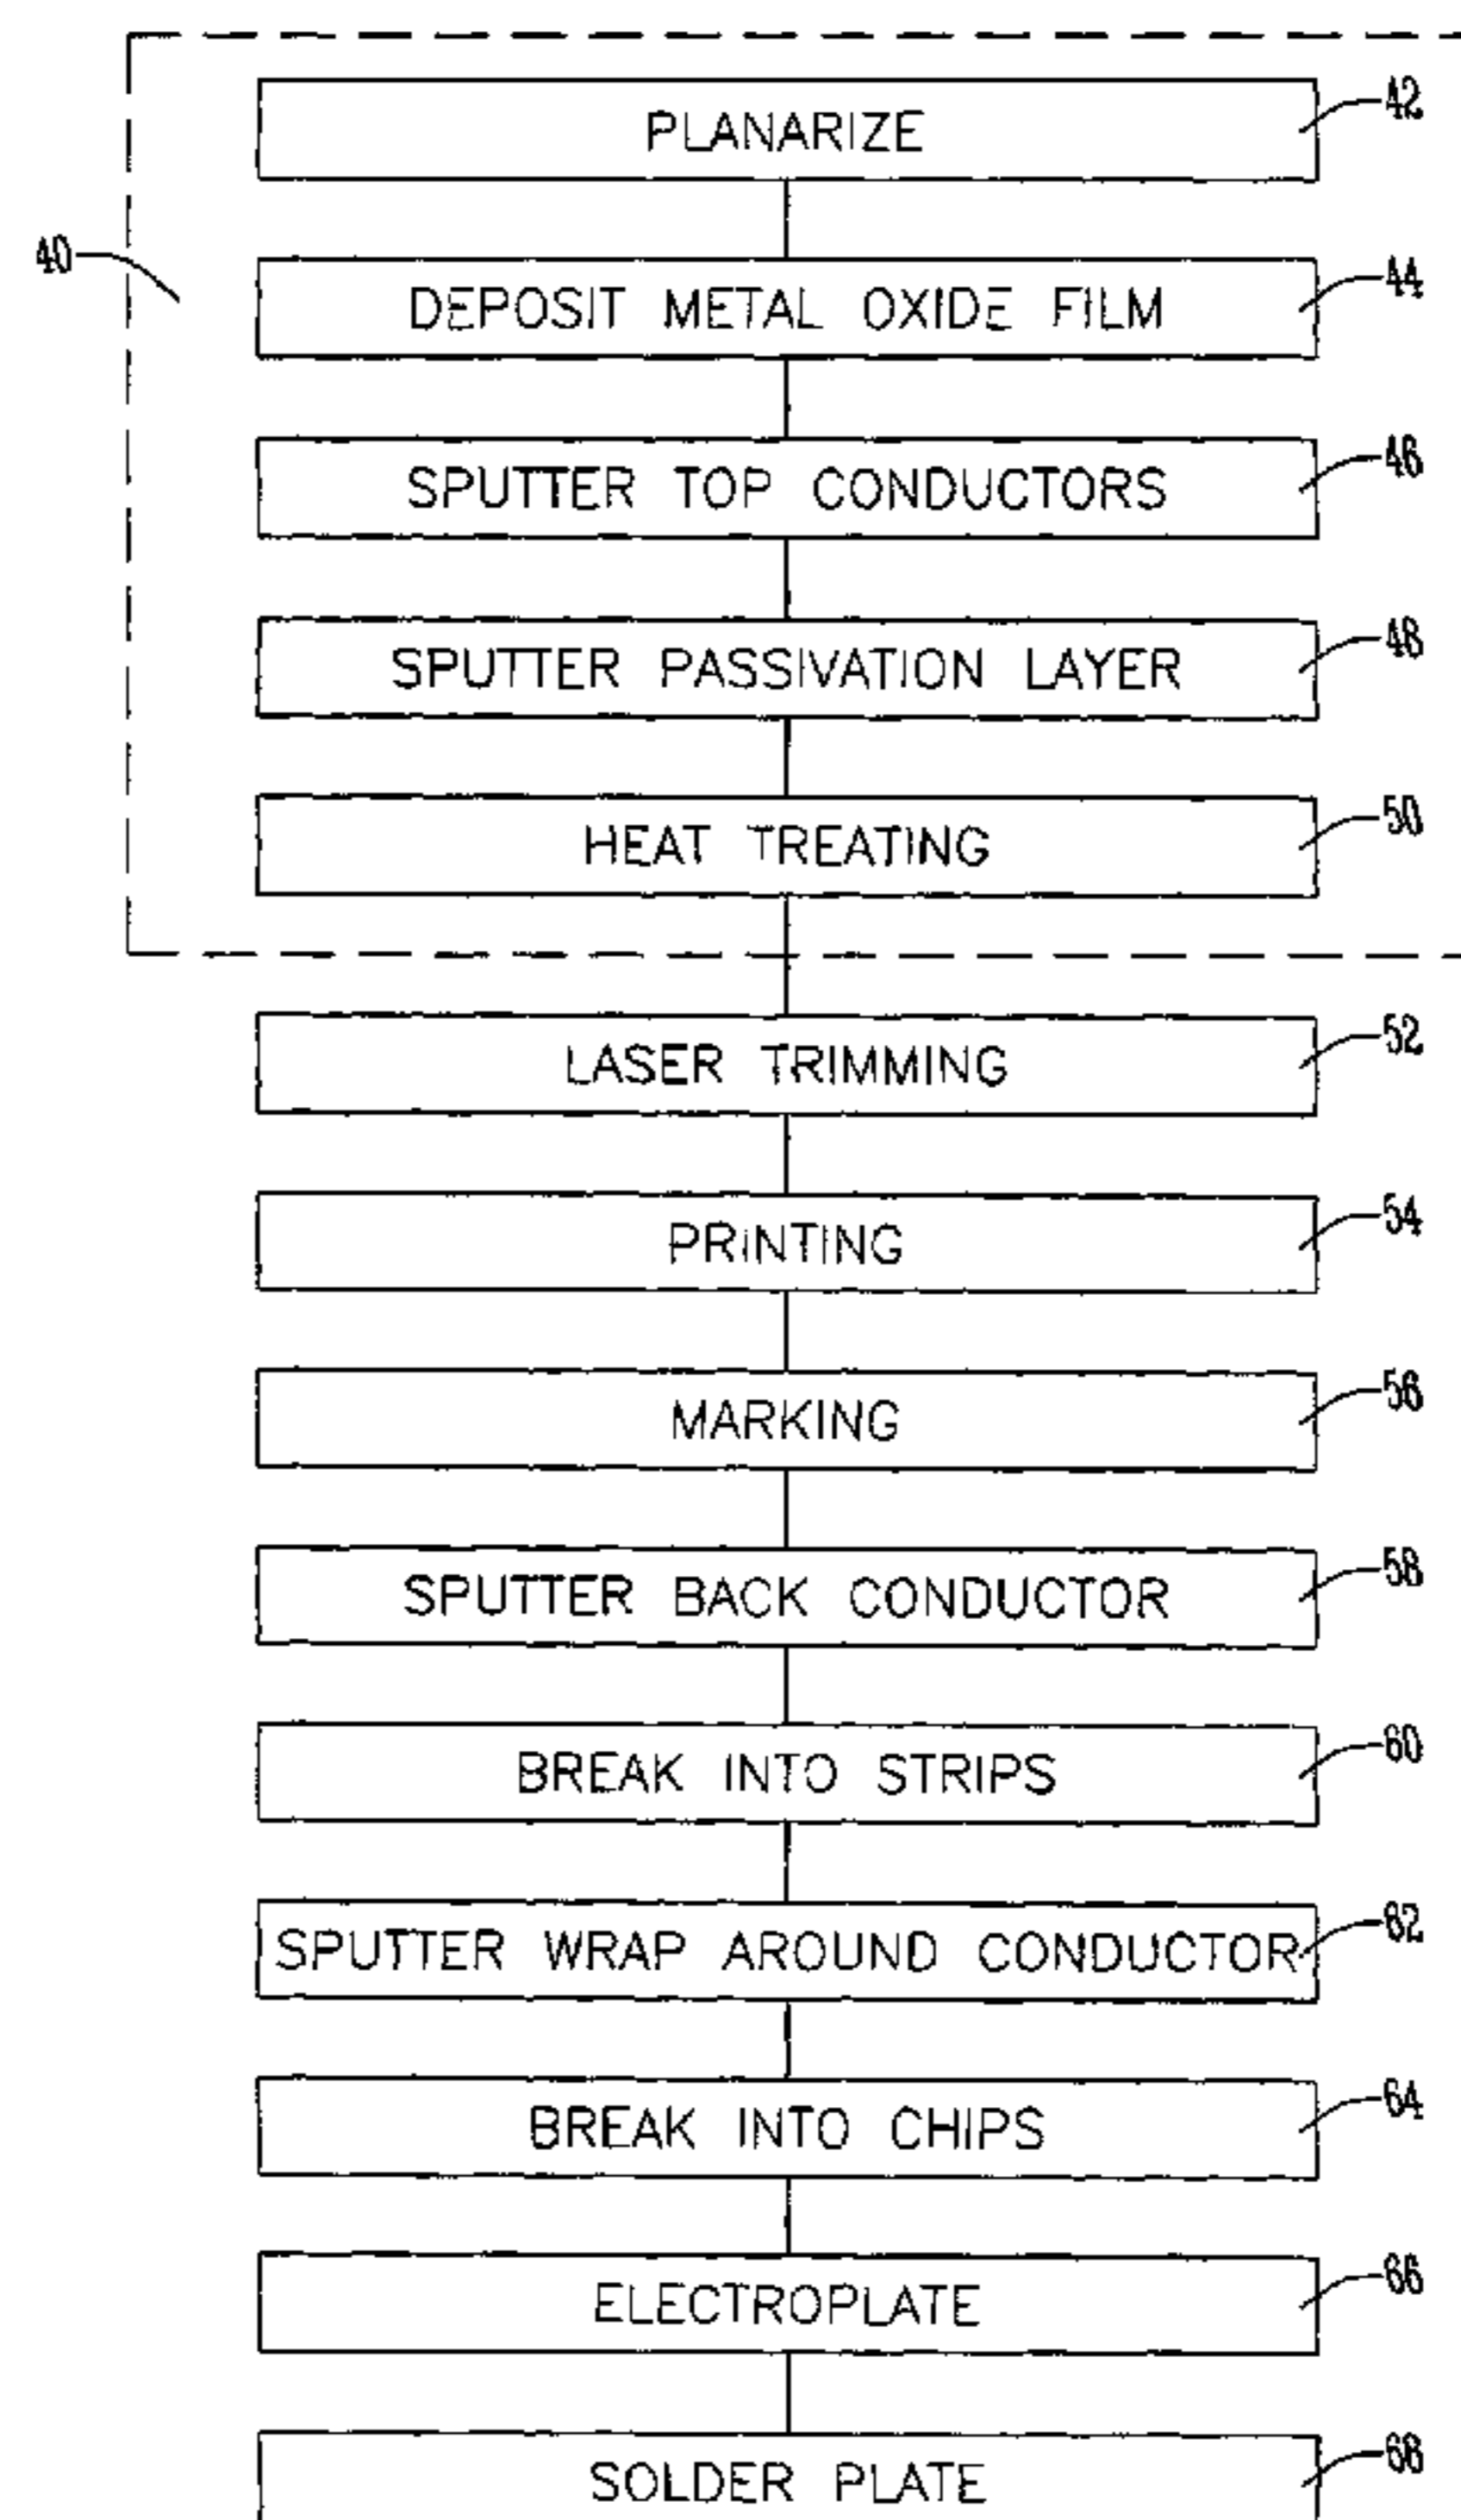 PLANARIZE 42
40
DEPOSIT METAL OXIDE FILM 44
SPUTTER TOP CONDUCTORS 46
SPUTTER PASSIVATION LAYER 48
HEAT TREATING 50
LASER TRIMMING 52
PRINTING 54
MARKING 56
SPUTTER BACK CONDUCTOR 58
BREAK INTO STRIPS 60
SPUTTER WRAP AROUND CONDUCTOR 62
BREAK INTO CHIPS 64
ELECTROPLATE 66
SOLDER PLATE 68